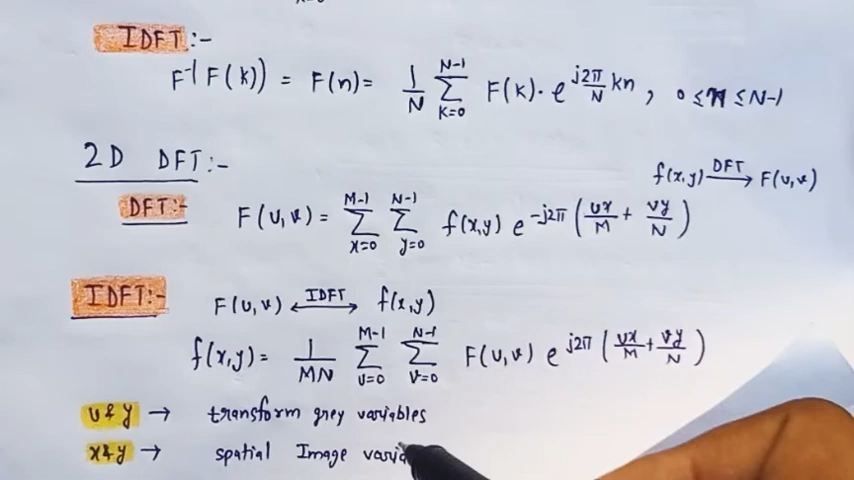 IDFT:-
F⁻¹(F(k)) = F(n) = 1/N Σ_{k=0}^{N-1} F(k)· e^{j2π/N kn}, 0 ≤ n ≤ N-1
2D DFT:-
f(x,y) —DFT→ F(u,v)
DFT:- F(u,v) = Σ_{x=0}^{M-1} Σ_{y=0}^{N-1} f(x,y) e^{-j2π(ux/M + vy/N)}
IDFT:- F(u,v) ←IDFT→ f(x,y)
f(x,y) = 1/MN Σ_{u=0}^{M-1} Σ_{v=0}^{N-1} F(u,v) e^{j2π(ux/M + vy/N)}
u & y → transform grey variables
x & y → spatial Image